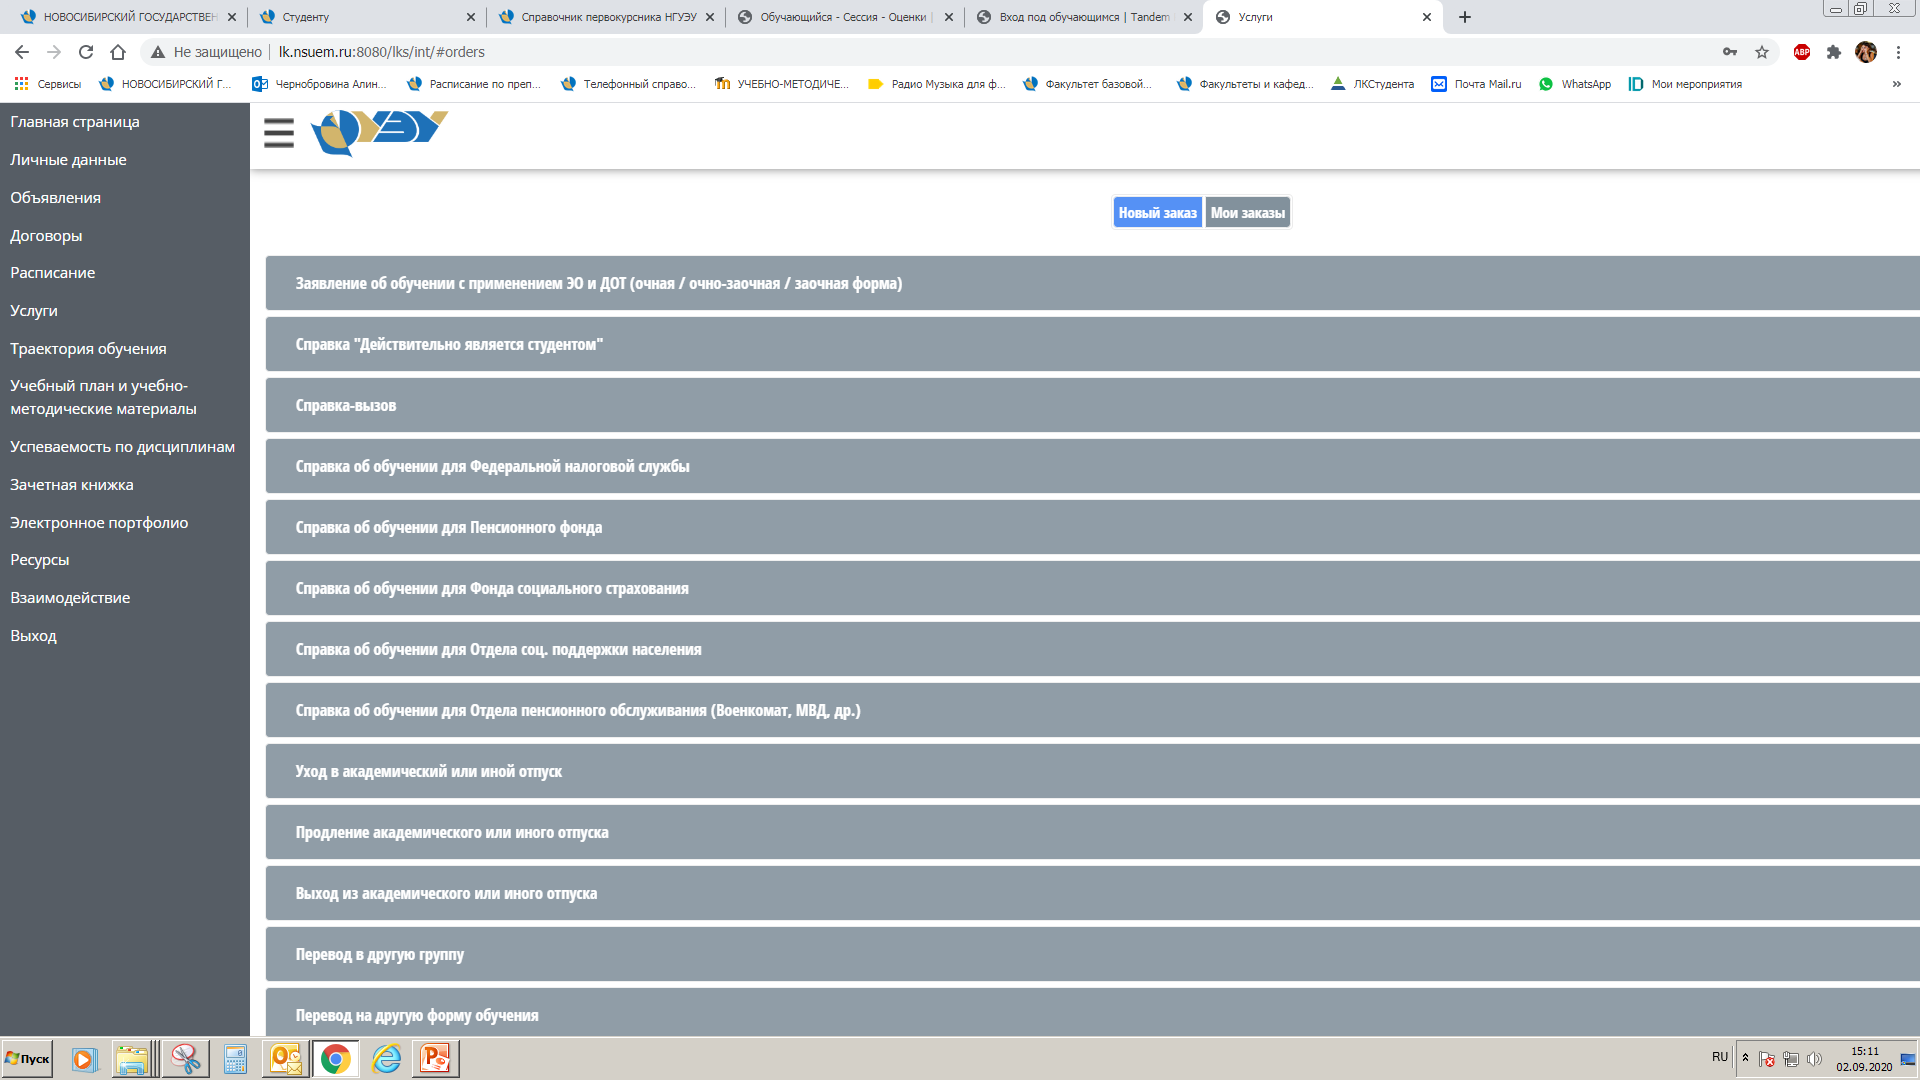 НОВОСИБИРСКИЙ ГОСУДАРСТВЕН
Студенту
Справочник первокурсника НГУЭУ
Обучающийся - Сессия - Оценки |
Вход под обучающимся | Tandem
Услуги
Не защищено
lk.nsuem.ru:8080/lks/int/#orders
ABP
Сервисы
НОВОСИБИРСКИЙ Г...
Чернобровина Алин...
Расписание по преп...
Телефонный справо...
УЧЕБНО-МЕТОДИЧЕ...
Радио Музыка для ф...
Факультет базовой...
Факультеты и кафед...
ЛКСтудента
Почта Mail.ru
WhatsApp
Мои мероприятия
»
Главная страница
Личные данные
Объявления
Договоры
Расписание
Услуги
Траектория обучения
Учебный план и учебно-
методические материалы
Успеваемость по дисциплинам
Зачетная книжка
Электронное портфолио
Ресурсы
Взаимодействие
Выход
Новый заказ
Мои заказы
Заявление об обучении с применением ЭО и ДОТ (очная / очно-заочная / заочная форма)
Справка "Действительно является студентом"
Справка-вызов
Справка об обучении для Федеральной налоговой службы
Справка об обучении для Пенсионного фонда
Справка об обучении для Фонда социального страхования
Справка об обучении для Отдела соц. поддержки населения
Справка об обучении для Отдела пенсионного обслуживания (Военкомат, МВД, др.)
Уход в академический или иной отпуск
Продление академического или иного отпуска
Выход из академического или иного отпуска
Перевод в другую группу
Перевод на другую форму обучения
Пуск
RU
15:11
02.09.2020